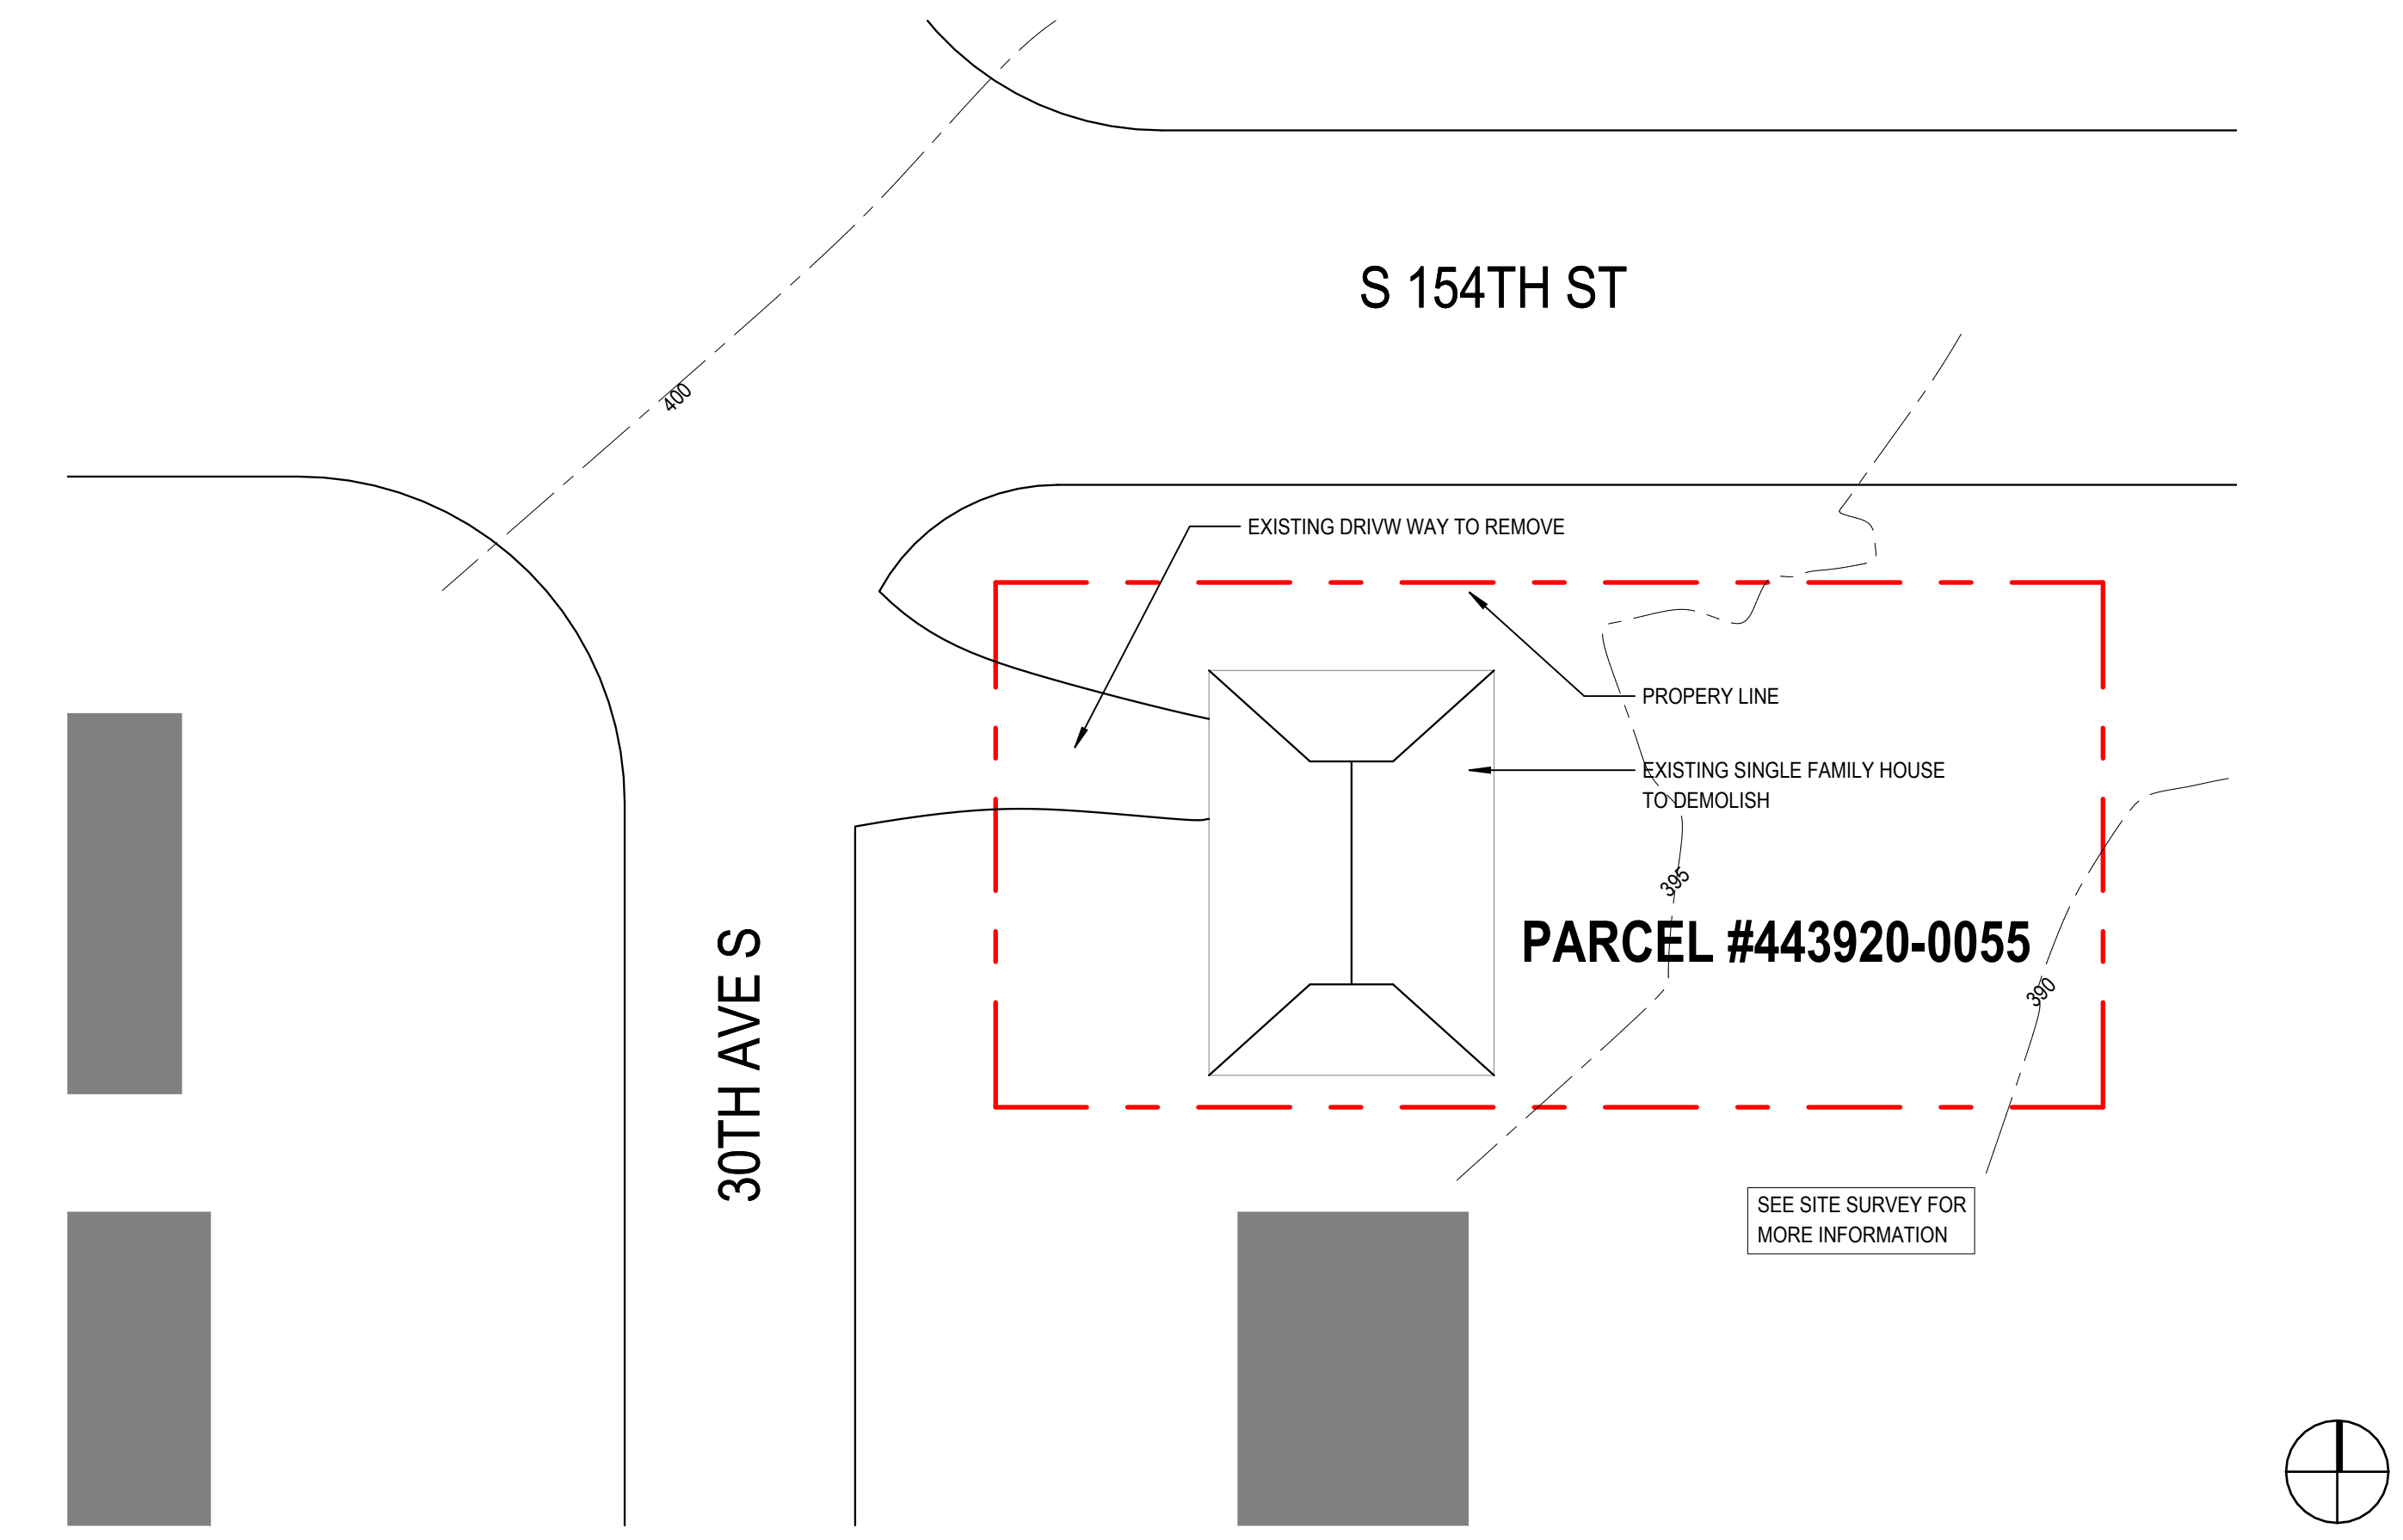 S 154TH ST
400
EXISTING DRIVW WAY TO REMOVE
PROPERY LINE
EXISTING SINGLE FAMILY HOUSE
TO DEMOLISH
395
PARCEL #443920-0055
390
30TH AVE S
SEE SITE SURVEY FOR
MORE INFORMATION